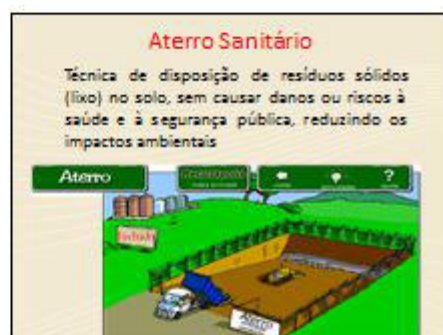 Aterro Sanitário
Técnica de disposição de resíduos sólidos
(lixo) no solo, sem causar danos ou riscos à
saúde e à segurança pública, reduzindo os
impactos ambientais
Aterro
?
Aterro